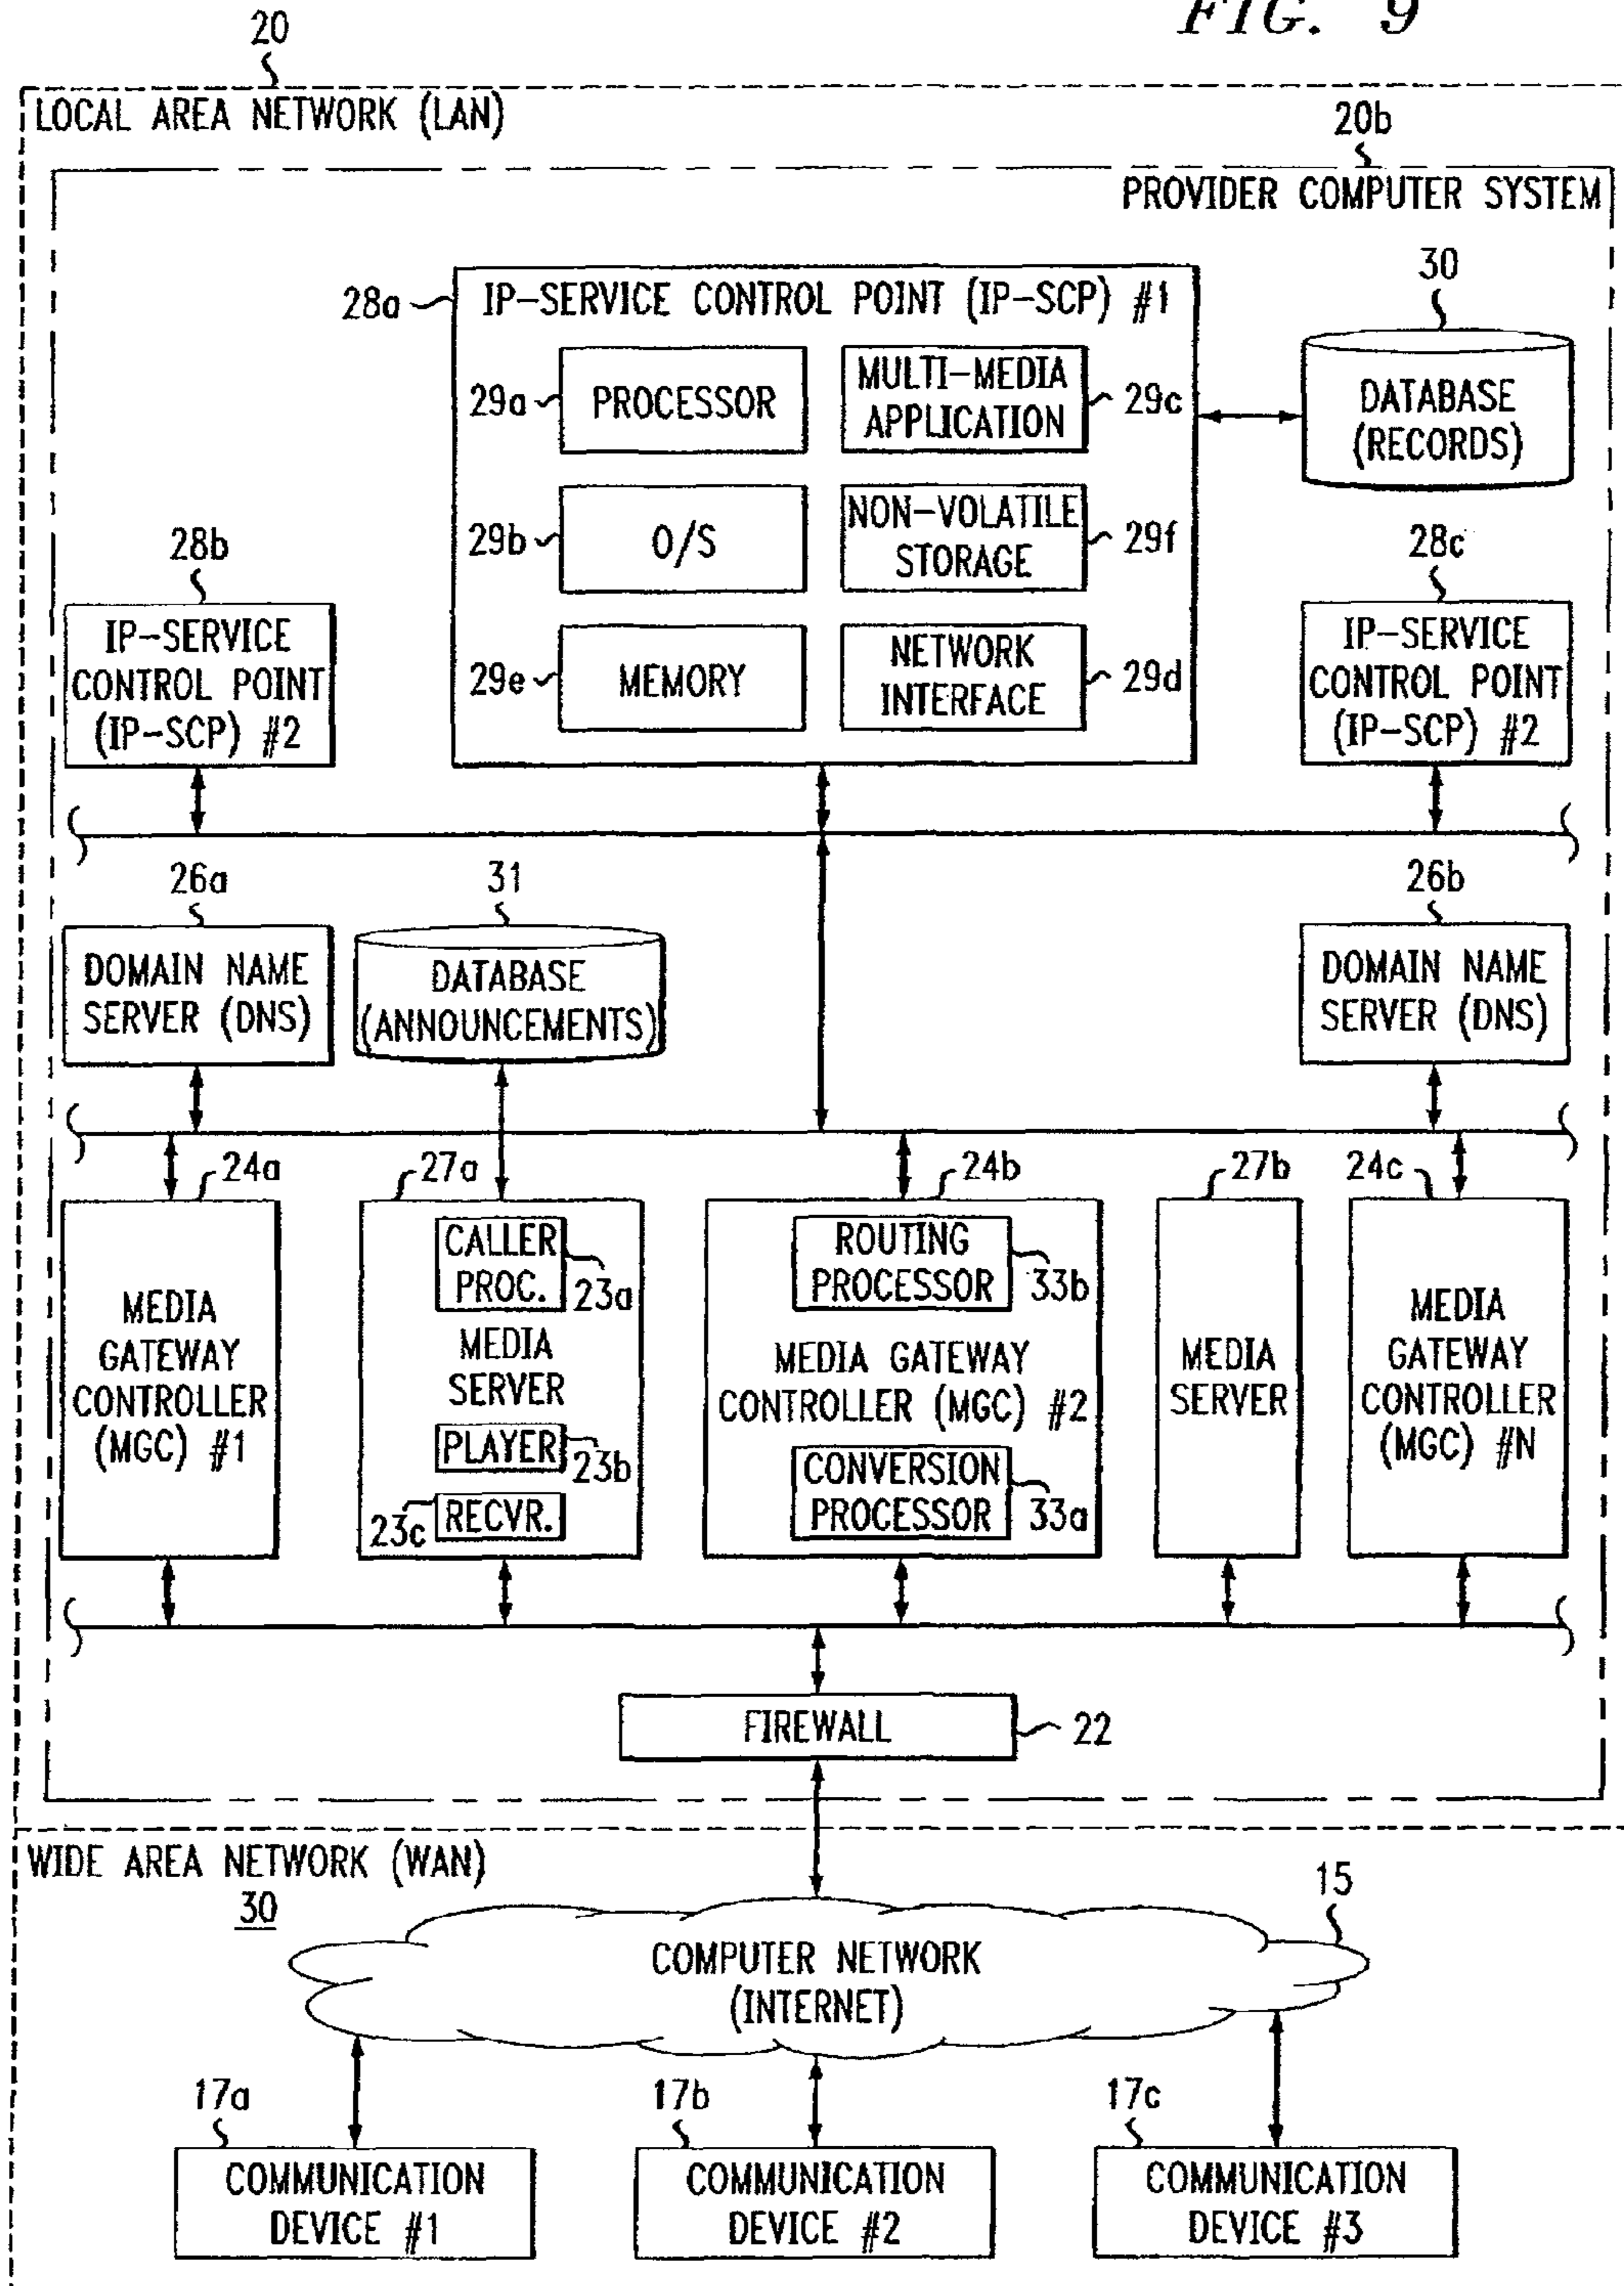 FIG. 9
20
LOCAL AREA NETWORK (LAN)
20b
PROVIDER COMPUTER SYSTEM
30
28a
IP-SERVICE CONTROL POINT (IP-SCP) #1
29a
PROCESSOR
MULTI-MEDIA
APPLICATION
29c
DATABASE
(RECORDS)
29b
O/S
NON-VOLATILE
STORAGE
29f
28b
28c
IP-SERVICE
CONTROL POINT
(IP-SCP) #2
29e
MEMORY
NETWORK
INTERFACE
29d
IP-SERVICE
CONTROL POINT
(IP-SCP) #2
26a
31
26b
DOMAIN NAME
SERVER (DNS)
DATABASE
(ANNOUNCEMENTS)
DOMAIN NAME
SERVER (DNS)
24a
27a
24b
27b
24c
MEDIA
GATEWAY
CONTROLLER
(MGC) #1
CALLER
PROC.
23a
MEDIA
SERVER
PLAYER
23b
23c
RECVR.
ROUTING
PROCESSOR
33b
MEDIA GATEWAY
CONTROLLER (MGC) #2
CONVERSION
PROCESSOR
33a
MEDIA
SERVER
MEDIA
GATEWAY
CONTROLLER
(MGC) #N
FIREWALL
22
WIDE AREA NETWORK (WAN)
30
15
COMPUTER NETWORK
(INTERNET)
17a
17b
17c
COMMUNICATION
DEVICE #1
COMMUNICATION
DEVICE #2
COMMUNICATION
DEVICE #3